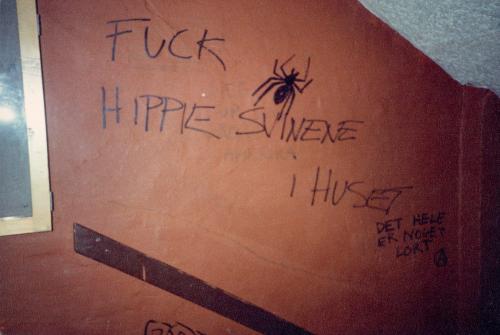 FUCK
HIPPIE SVINENE
I HUSET
DET HELE
ER NOGET
LORT Ⓐ